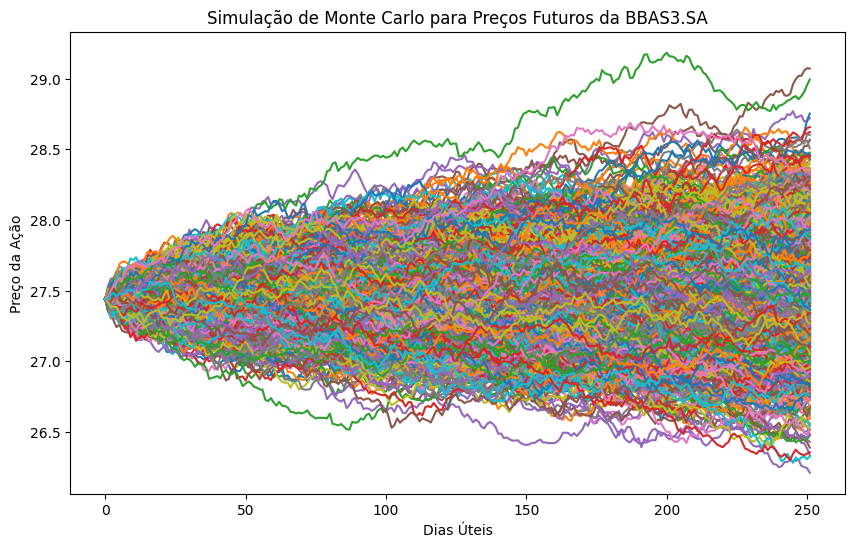 Simulação de Monte Carlo para Preços Futuros da BBAS3.SA
29.0
28.5
28.0
27.5
27.0
26.5
Preço da Ação
0 50 100 150 200 250
Dias Úteis